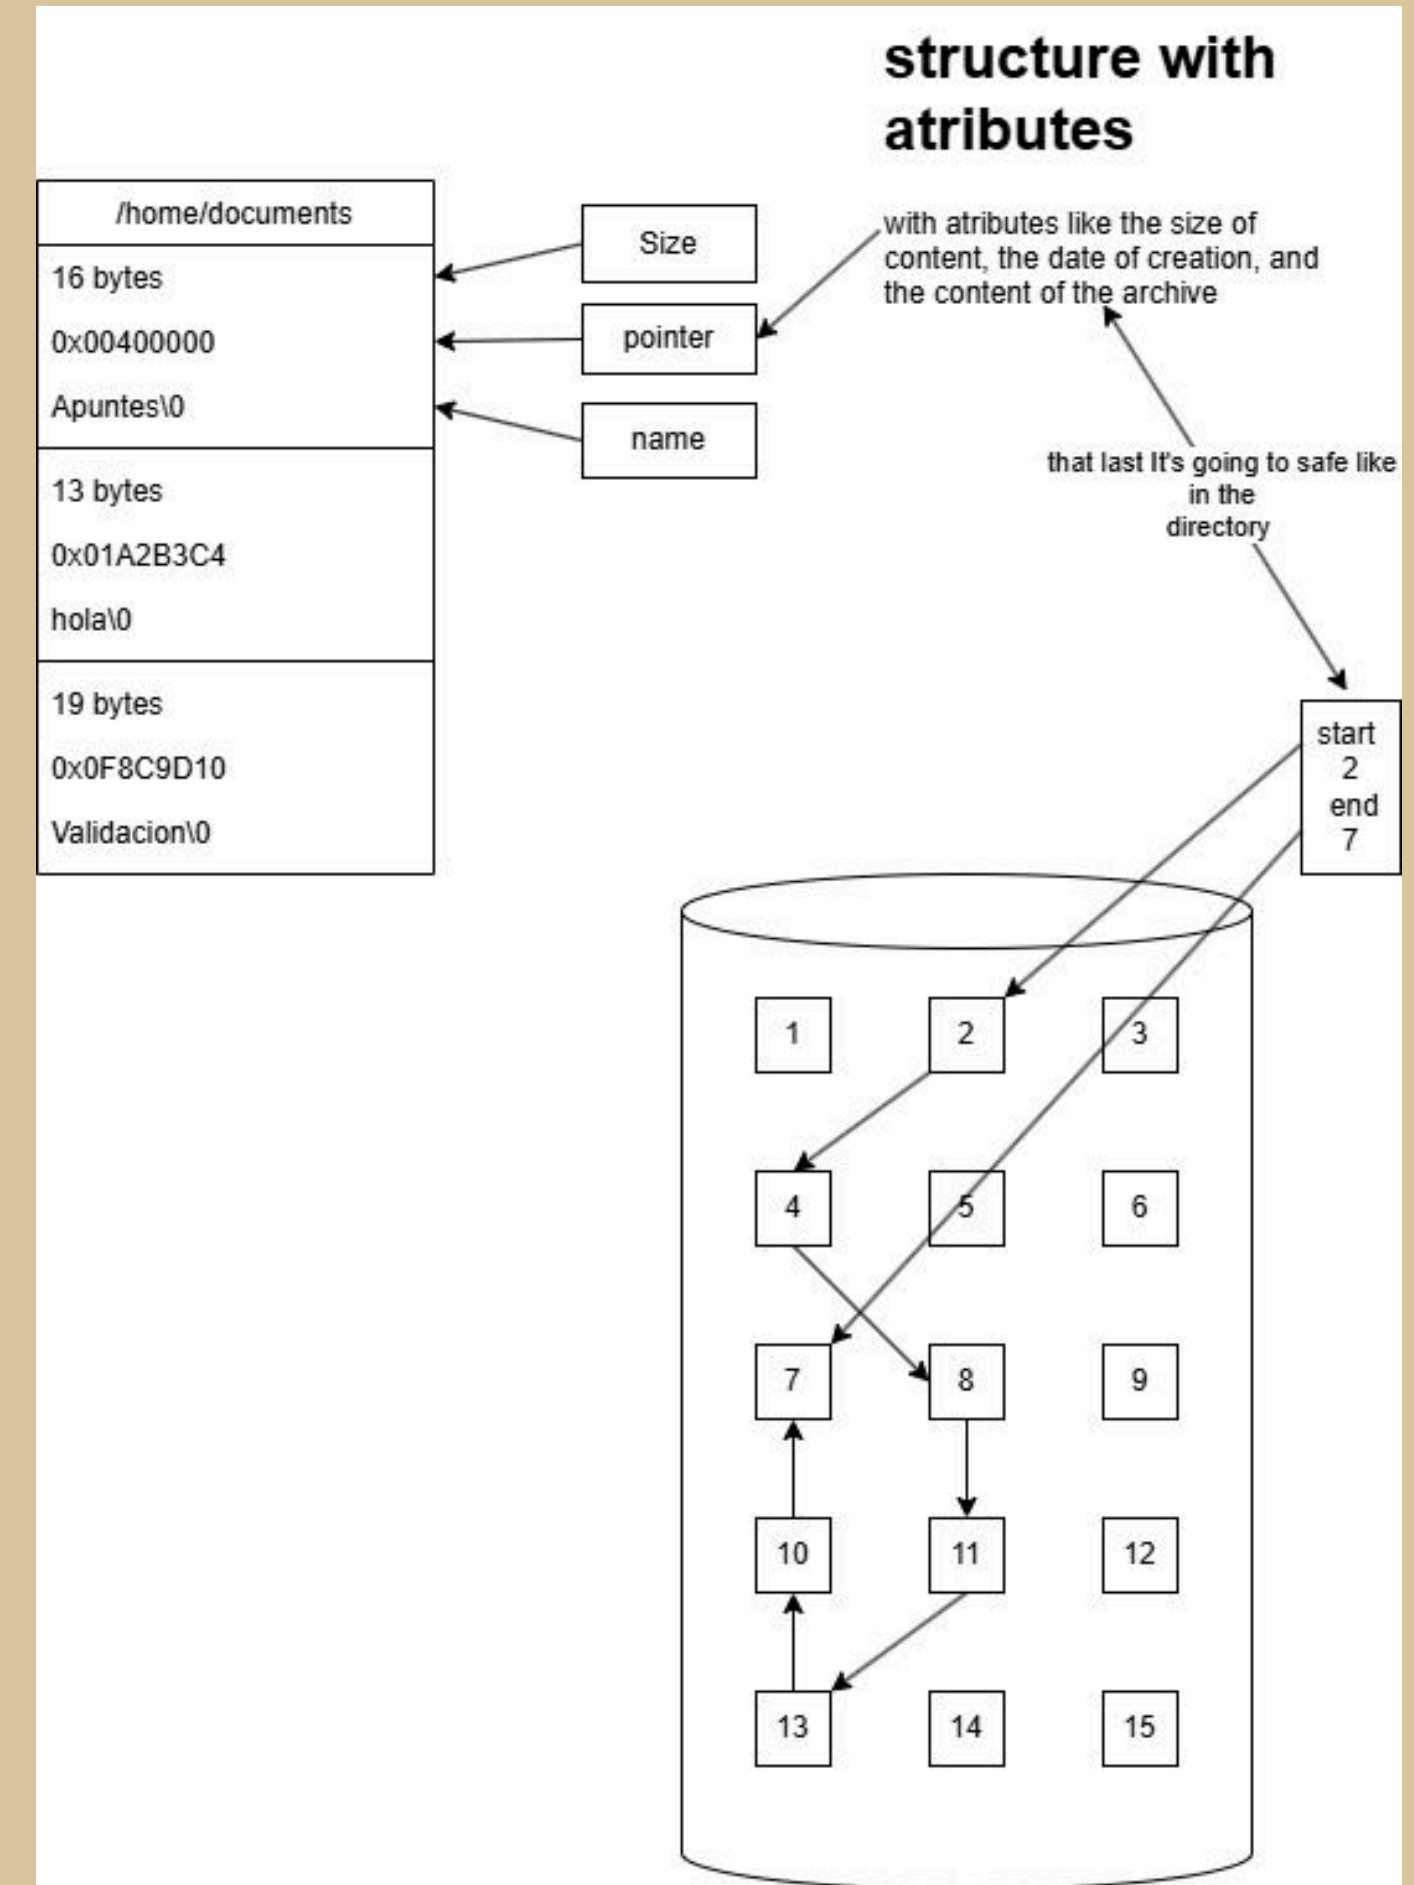 structure with
atributes
/home/documents
16 bytes
0x00400000
Apuntes\0
13 bytes
0x01A2B3C4
hola\0
19 bytes
0x0F8C9D10
Validacion\0
Size
pointer
name
with atributes like the size of
content, the date of creation, and
the content of the archive
that last It's going to safe like
in the
directory
start
2
end
7
1 2 3
4 5 6
7 8 9
10 11 12
13 14 15